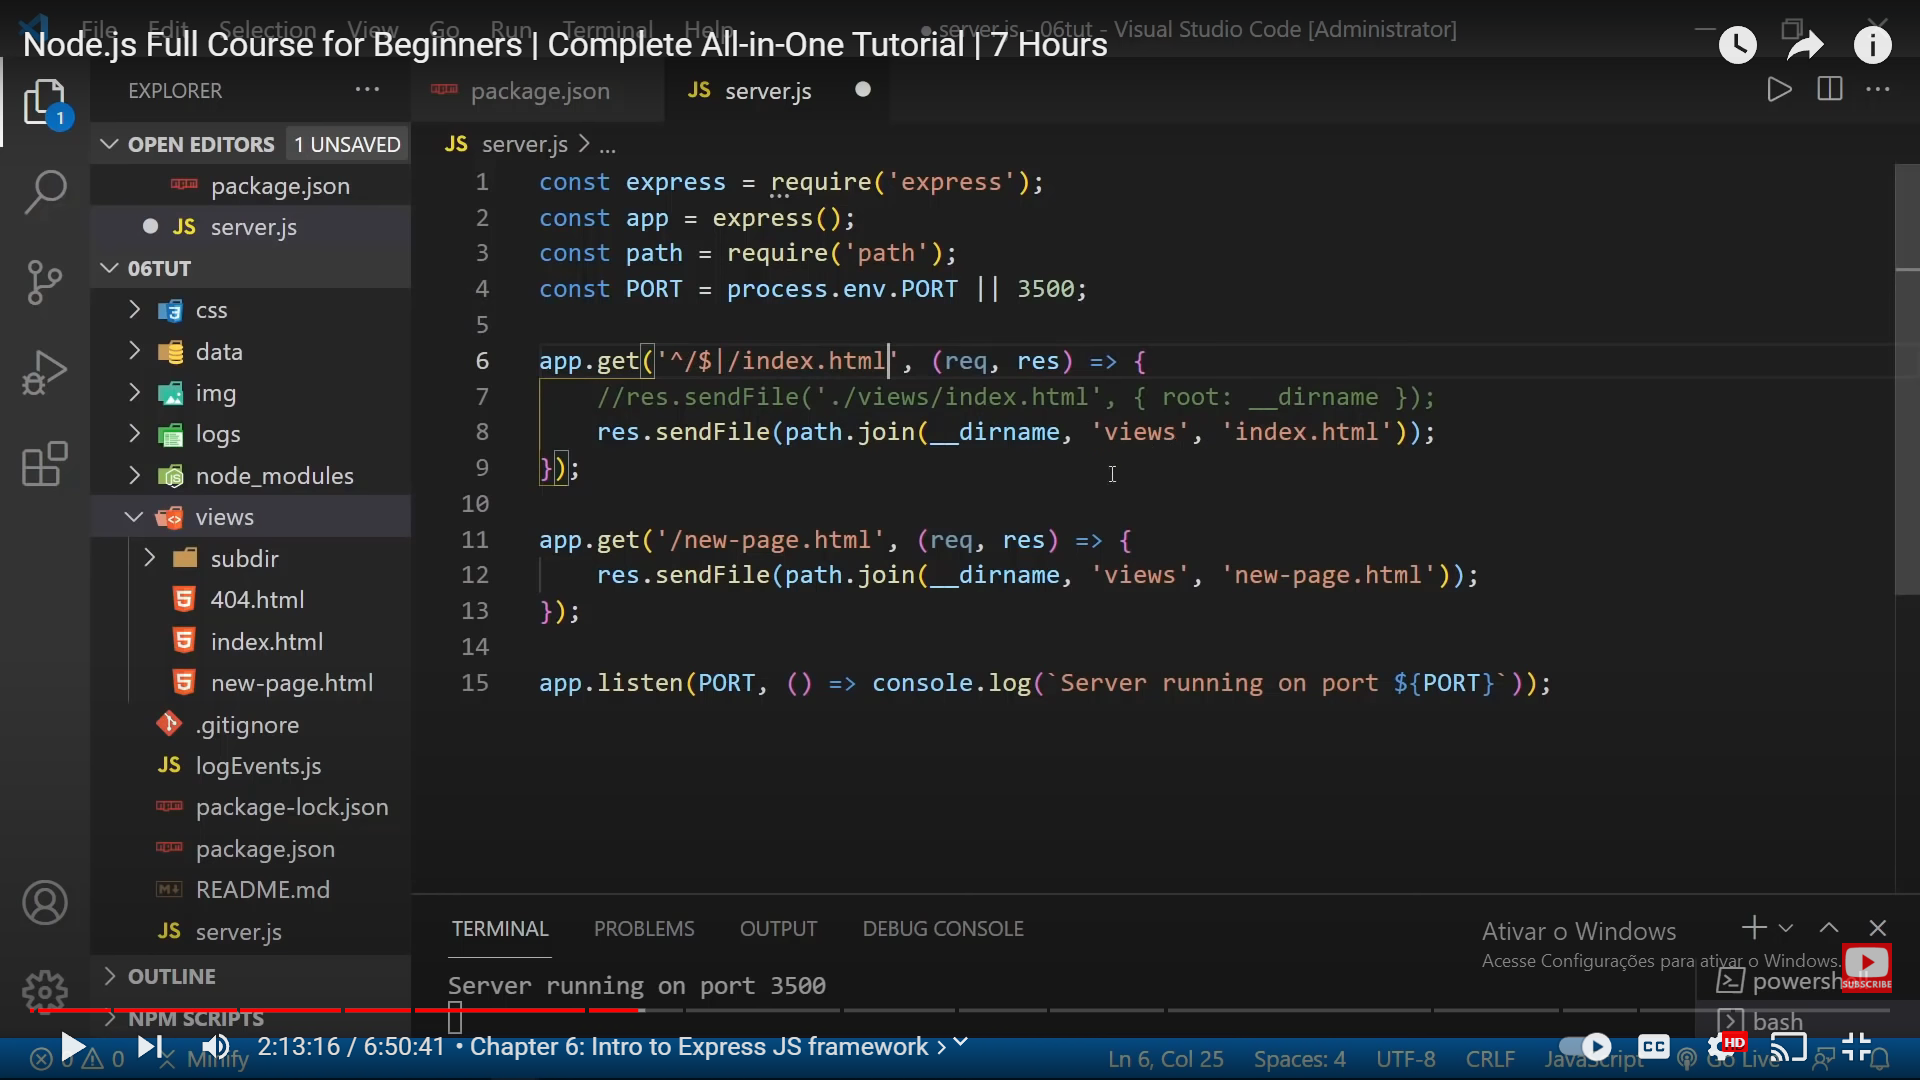 File Edit Selection View Go Run Terminal Help
● server.js - 06tut - Visual Studio Code [Administrator]
Node.js Full Course for Beginners | Complete All-in-One Tutorial | 7 Hours
EXPLORER
1
OPEN EDITORS 1 UNSAVED
package.json
JS server.js
06TUT
css
data
img
logs
node_modules
views
subdir
404.html
index.html
new-page.html
.gitignore
JS logEvents.js
package-lock.json
package.json
README.md
JS server.js
OUTLINE
NPM SCRIPTS
package.json JS server.js
JS server.js > ...
1 const express = require('express');
2 const app = express();
3 const path = require('path');
4 const PORT = process.env.PORT || 3500;
5
6 app.get('^/$|/index.html', (req, res) => {
7 //res.sendFile('./views/index.html', { root: __dirname });
8 res.sendFile(path.join(__dirname, 'views', 'index.html'));
9 });
10
11 app.get('/new-page.html', (req, res) => {
12 res.sendFile(path.join(__dirname, 'views', 'new-page.html'));
13 });
14
15 app.listen(PORT, () => console.log(`Server running on port ${PORT}`));
TERMINAL PROBLEMS OUTPUT DEBUG CONSOLE
Server running on port 3500
Ativar o Windows
Acesse Configurações para ativar o Windows.
SUBSCRIBE
bash
2:13:16 / 6:50:41 • Chapter 6: Intro to Express JS framework >
CC HD
0 Minify
Ln 6, Col 25 Spaces: 4 UTF-8 CRLF JavaScript Go Live